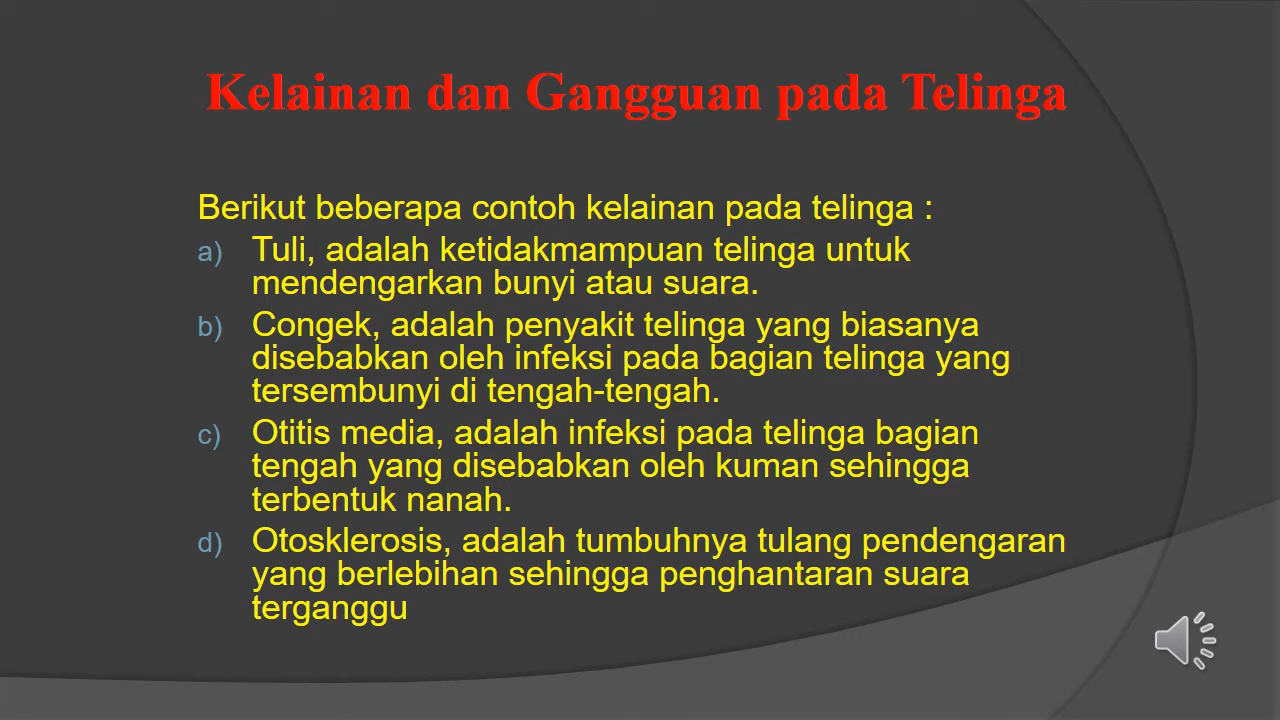 Kelainan dan Gangguan pada Telinga
Berikut beberapa contoh kelainan pada telinga :
a) Tuli, adalah ketidakmampuan telinga untuk
mendengarkan bunyi atau suara.
b) Congek, adalah penyakit telinga yang biasanya
disebabkan oleh infeksi pada bagian telinga yang
tersembunyi di tengah-tengah.
c) Otitis media, adalah infeksi pada telinga bagian
tengah yang disebabkan oleh kuman sehingga
terbentuk nanah.
d) Otosklerosis, adalah tumbuhnya tulang pendengaran
yang berlebihan sehingga penghantaran suara
terganggu